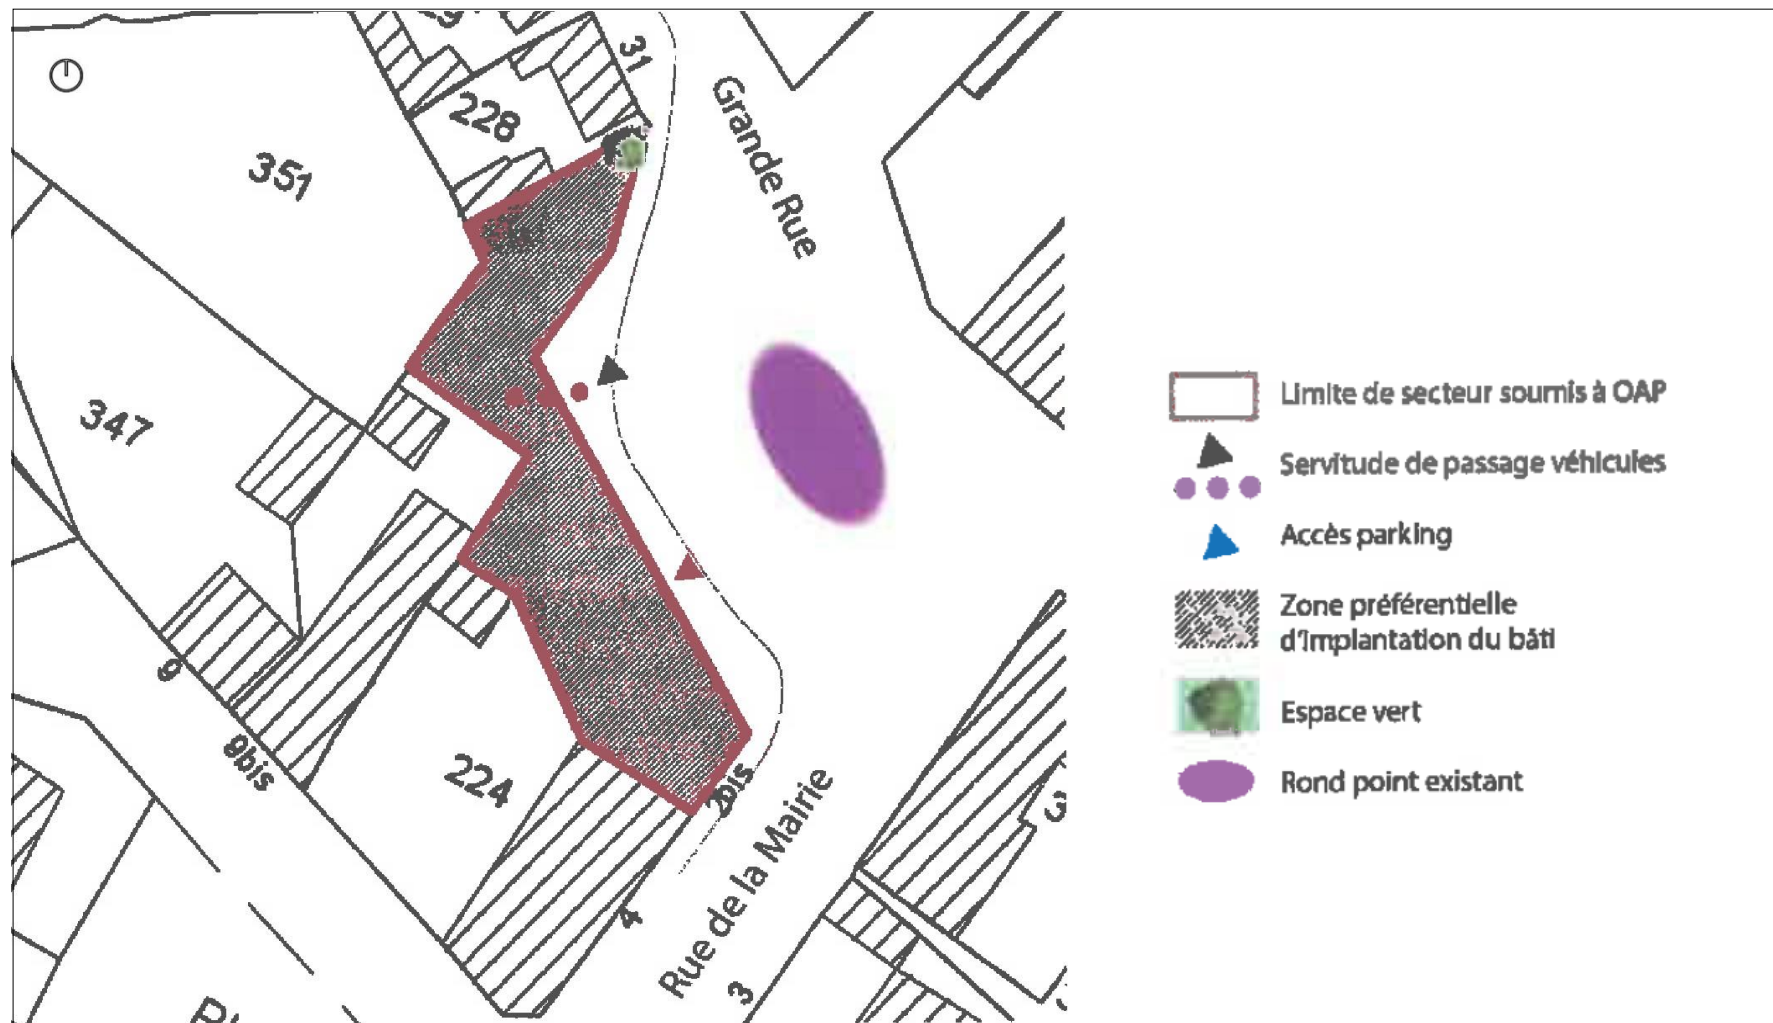 31
228
351
Grande Rue
347
9
9bis
224
2bis
Rue de la Mairie
4
3
3
Limite de secteur soumis à OAP
Servitude de passage véhicules
Accès parking
Zone préférentielle
d'implantation du bâti
Espace vert
Rond point existant